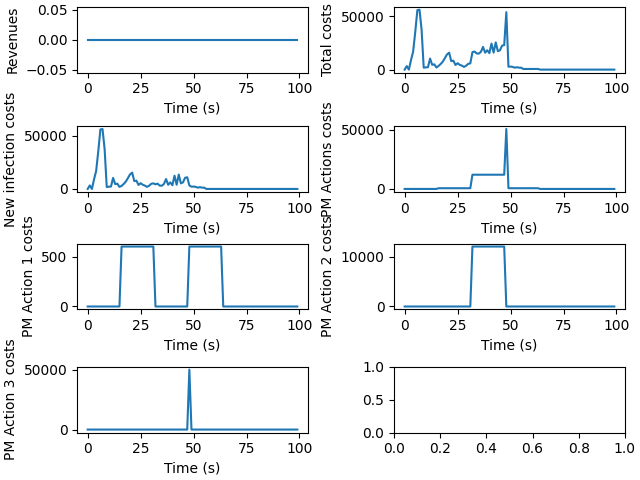 Revenues
0.05
0.00
−0.05
0 25 50 75 100
Time (s)
Total costs
50000
0
0 25 50 75 100
Time (s)
New infection costs
50000
0
0 25 50 75 100
Time (s)
PM Actions costs
50000
0
0 25 50 75 100
Time (s)
PM Action 1 costs
500
0
0 25 50 75 100
Time (s)
PM Action 2 costs
10000
0
0 25 50 75 100
Time (s)
PM Action 3 costs
50000
0
0 25 50 75 100
Time (s)
1.0
0.5
0.0
0.0 0.2 0.4 0.6 0.8 1.0